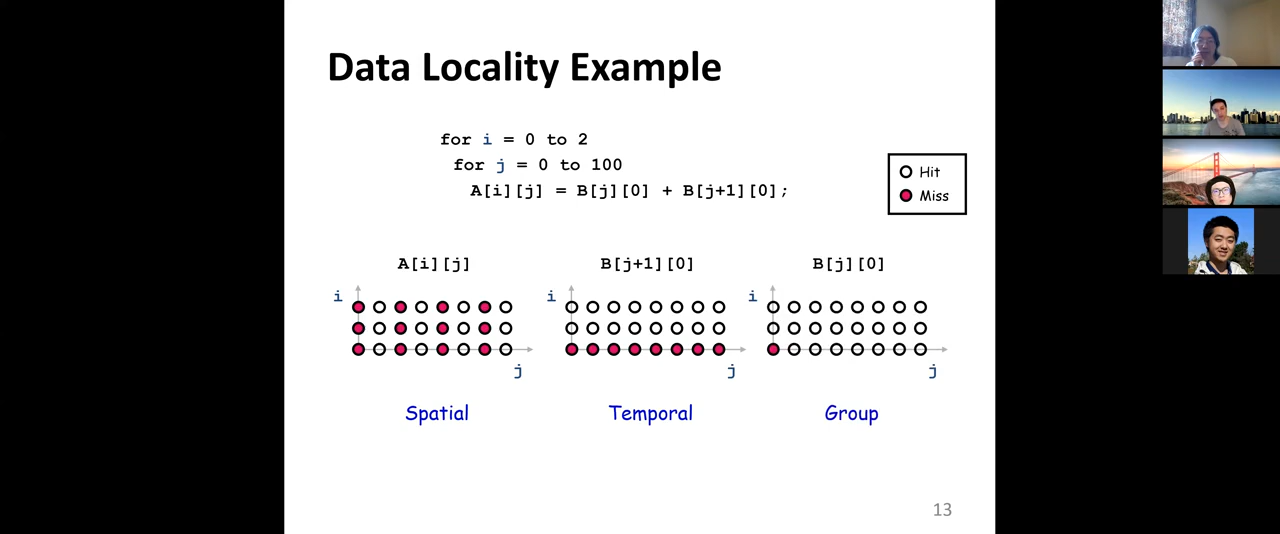 Data Locality Example
for i = 0 to 2
for j = 0 to 100
A[i][j] = B[j][0] + B[j+1][0];
Hit
Miss
A[i][j]
B[j+1][0]
B[j][0]
i
i
i
j
j
j
Spatial
Temporal
Group
13